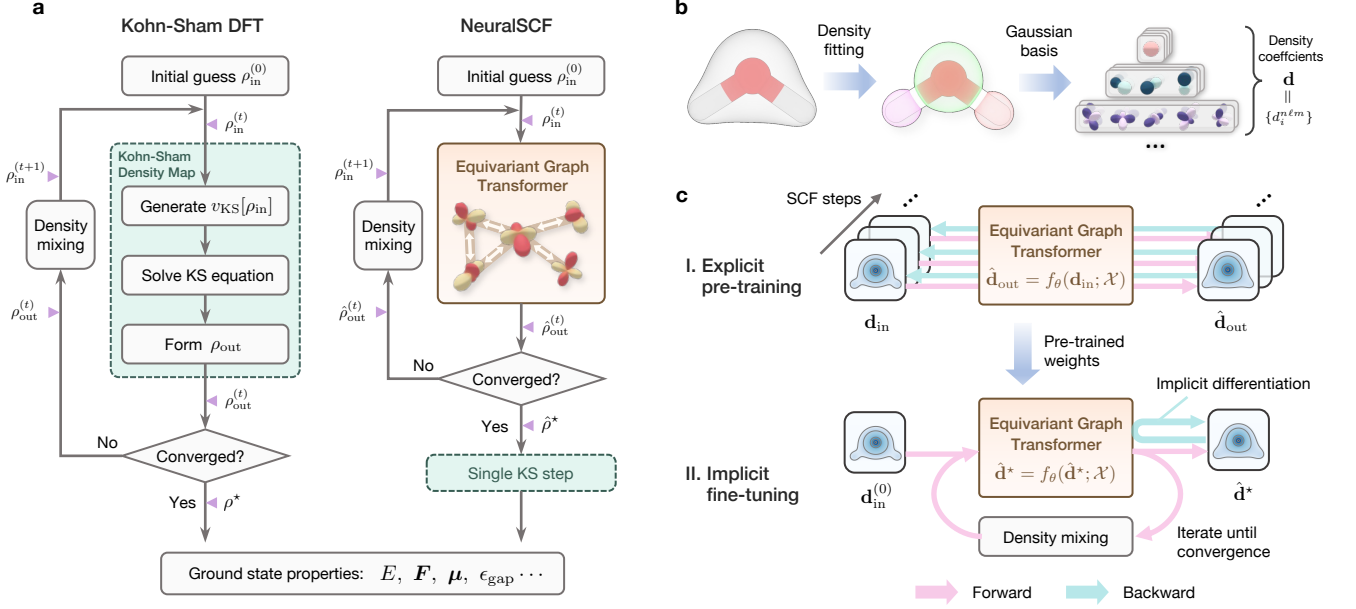 a
Kohn-Sham DFT
Initial guess ρ_in^(0)
ρ_in^(t)
Kohn-Sham
Density Map
ρ_in^(t+1)
Generate v_KS[ρ_in]
Density
mixing
Solve KS equation
ρ_out^(t)
Form ρ_out
ρ_out^(t)
No
Converged?
Yes
ρ^⋆
NeuralSCF
Initial guess ρ_in^(0)
ρ_in^(t)
Equivariant Graph
Transformer
ρ_in^(t+1)
Density
mixing
ρ̂_out^(t)
ρ̂_out^(t)
No
Converged?
Yes
ρ̂^⋆
Single KS step
Ground state properties: E, F, μ, ϵ_gap ⋯
b
Density
fitting
Gaussian
basis
Density
coeffcients
d
||
{d_i^{nℓm}}
...
c
SCF steps
...
...
I. Explicit
pre-training
Equivariant Graph
Transformer
d̂_out = f_θ(d_in; 𝒳)
d_in
d̂_out
Pre-trained
weights
Implicit differentiation
II. Implicit
fine-tuning
Equivariant Graph
Transformer
d̂^⋆ = f_θ(d̂^⋆; 𝒳)
d_in^(0)
d̂^⋆
Density mixing
Iterate until
convergence
Forward
Backward